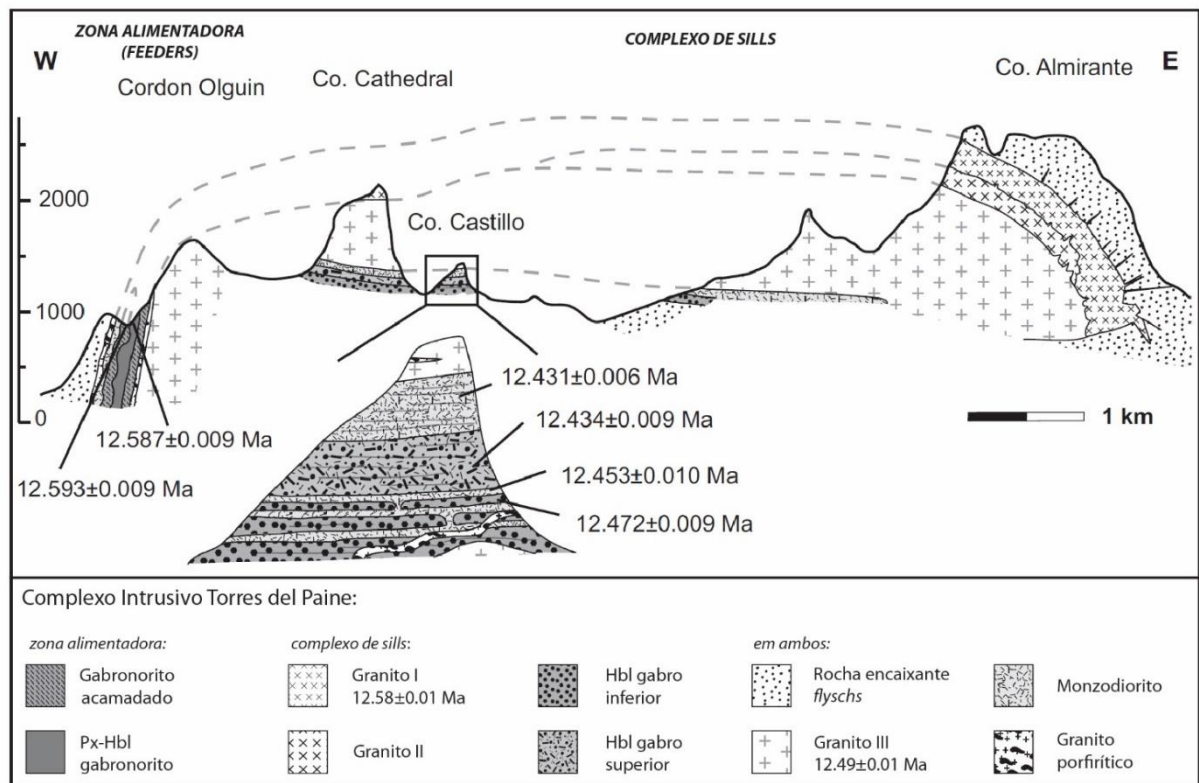 ZONA ALIMENTADORA
(FEEDERS)
COMPLEXO DE SILLS
W
E
Cordon Olguin
Co. Cathedral
Co. Almirante
Co. Castillo
2000
1000
0
1 km
12.587±0.009 Ma
12.593±0.009 Ma
12.431±0.006 Ma
12.434±0.009 Ma
12.453±0.010 Ma
12.472±0.009 Ma
Complexo Intrusivo Torres del Paine:
zona alimentadora:
Gabronorito
acamadado
Px-Hbl
gabronorito
complexo de sills:
Granito I
12.58±0.01 Ma
Granito II
Hbl gabro
inferior
Hbl gabro
superior
em ambos:
Rocha encaixante
flyschs
Granito III
12.49±0.01 Ma
Monzodiorito
Granito
porfirítico